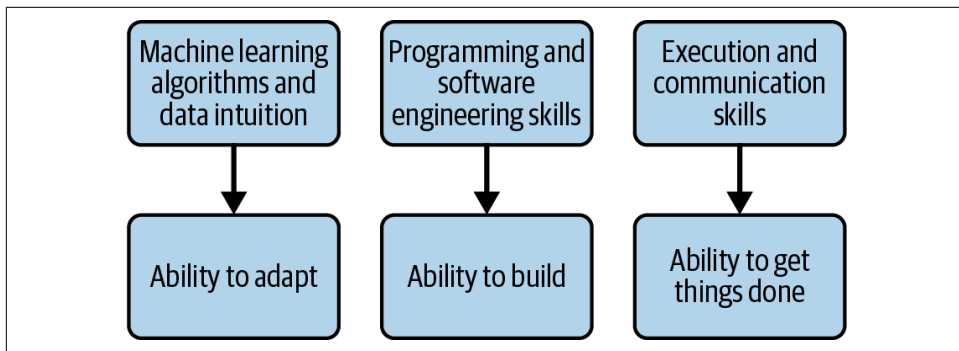 Machine learning
algorithms and
data intuition
Programming and
software
engineering skills
Execution and
communication
skills
Ability to adapt
Ability to build
Ability to get
things done